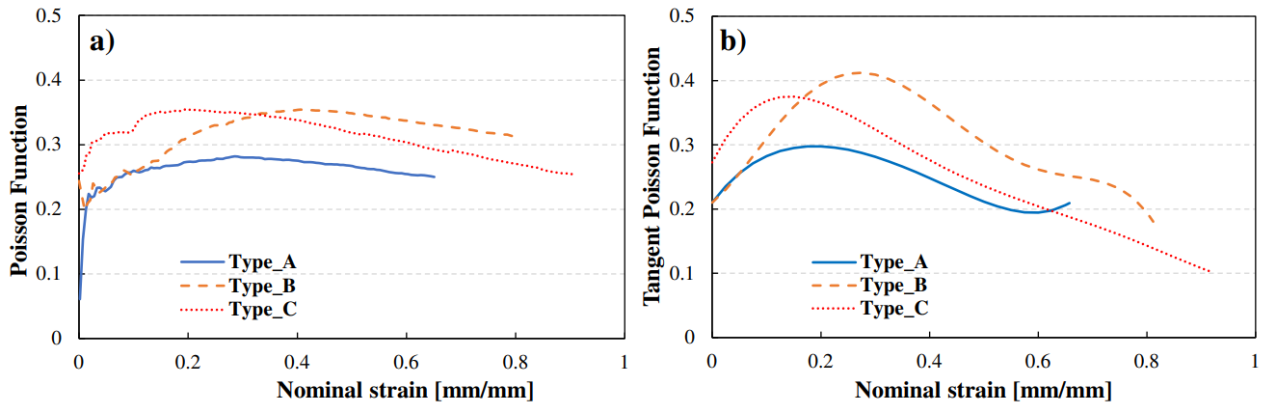 a)
Poisson Function
0.5
0.4
0.3
0.2
0.1
0
Type_A
Type_B
Type_C
0
0.2
0.4
0.6
0.8
1
Nominal strain [mm/mm]
b)
Tangent Poisson Function
0.5
0.4
0.3
0.2
0.1
0
Type_A
Type_B
Type_C
0
0.2
0.4
0.6
0.8
1
Nominal strain [mm/mm]